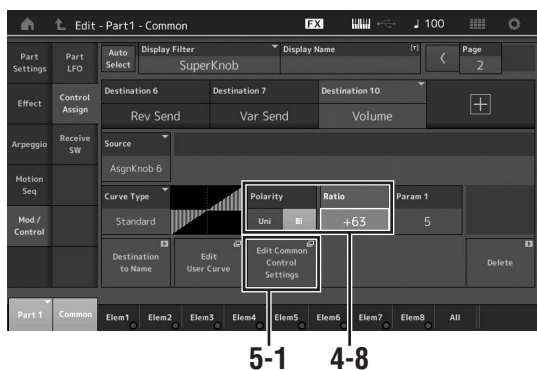 Edit - Part1 - Common
FX
100
Part Settings
Part LFO
Auto Select
Display Filter
SuperKnob
Display Name
[T]
Page
2
Effect
Control Assign
Destination 6
Rev Send
Destination 7
Var Send
Destination 10
Volume
Arpeggio
Receive SW
Source
AsgnKnob 6
Motion Seq
Curve Type
Standard
Polarity
Uni
Bi
Ratio
+63
Param 1
5
Mod / Control
Destination to Name
Edit User Curve
Edit Common Control Settings
Delete
Part 1
Common
Elem1
Elem2
Elem3
Elem4
Elem5
Elem6
Elem7
Elem8
All
5-1
4-8